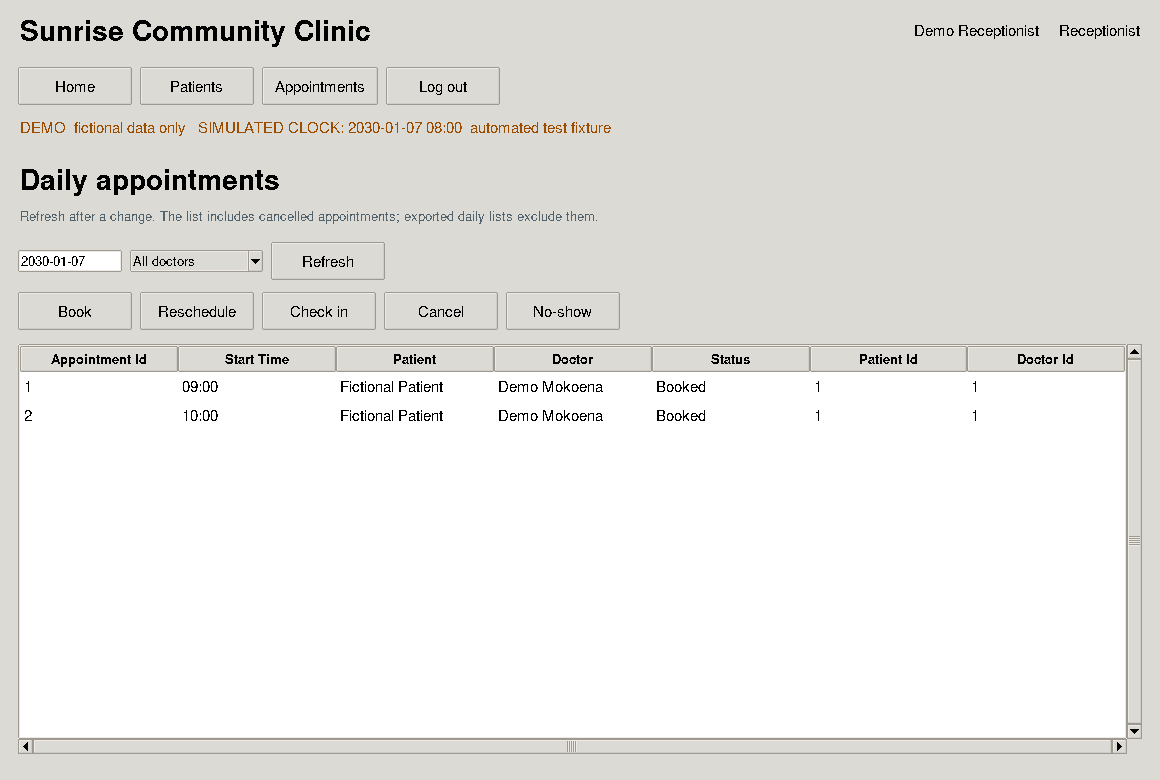 Sunrise Community Clinic
Demo Receptionist Receptionist
Home Patients Appointments Log out
DEMO fictional data only SIMULATED CLOCK: 2030-01-07 08:00 automated test fixture
Daily appointments
Refresh after a change. The list includes cancelled appointments; exported daily lists exclude them.
2030-01-07 All doctors Refresh
Book Reschedule Check in Cancel No-show
Appointment Id Start Time Patient Doctor Status Patient Id Doctor Id
1 09:00 Fictional Patient Demo Mokoena Booked 1 1
2 10:00 Fictional Patient Demo Mokoena Booked 1 1